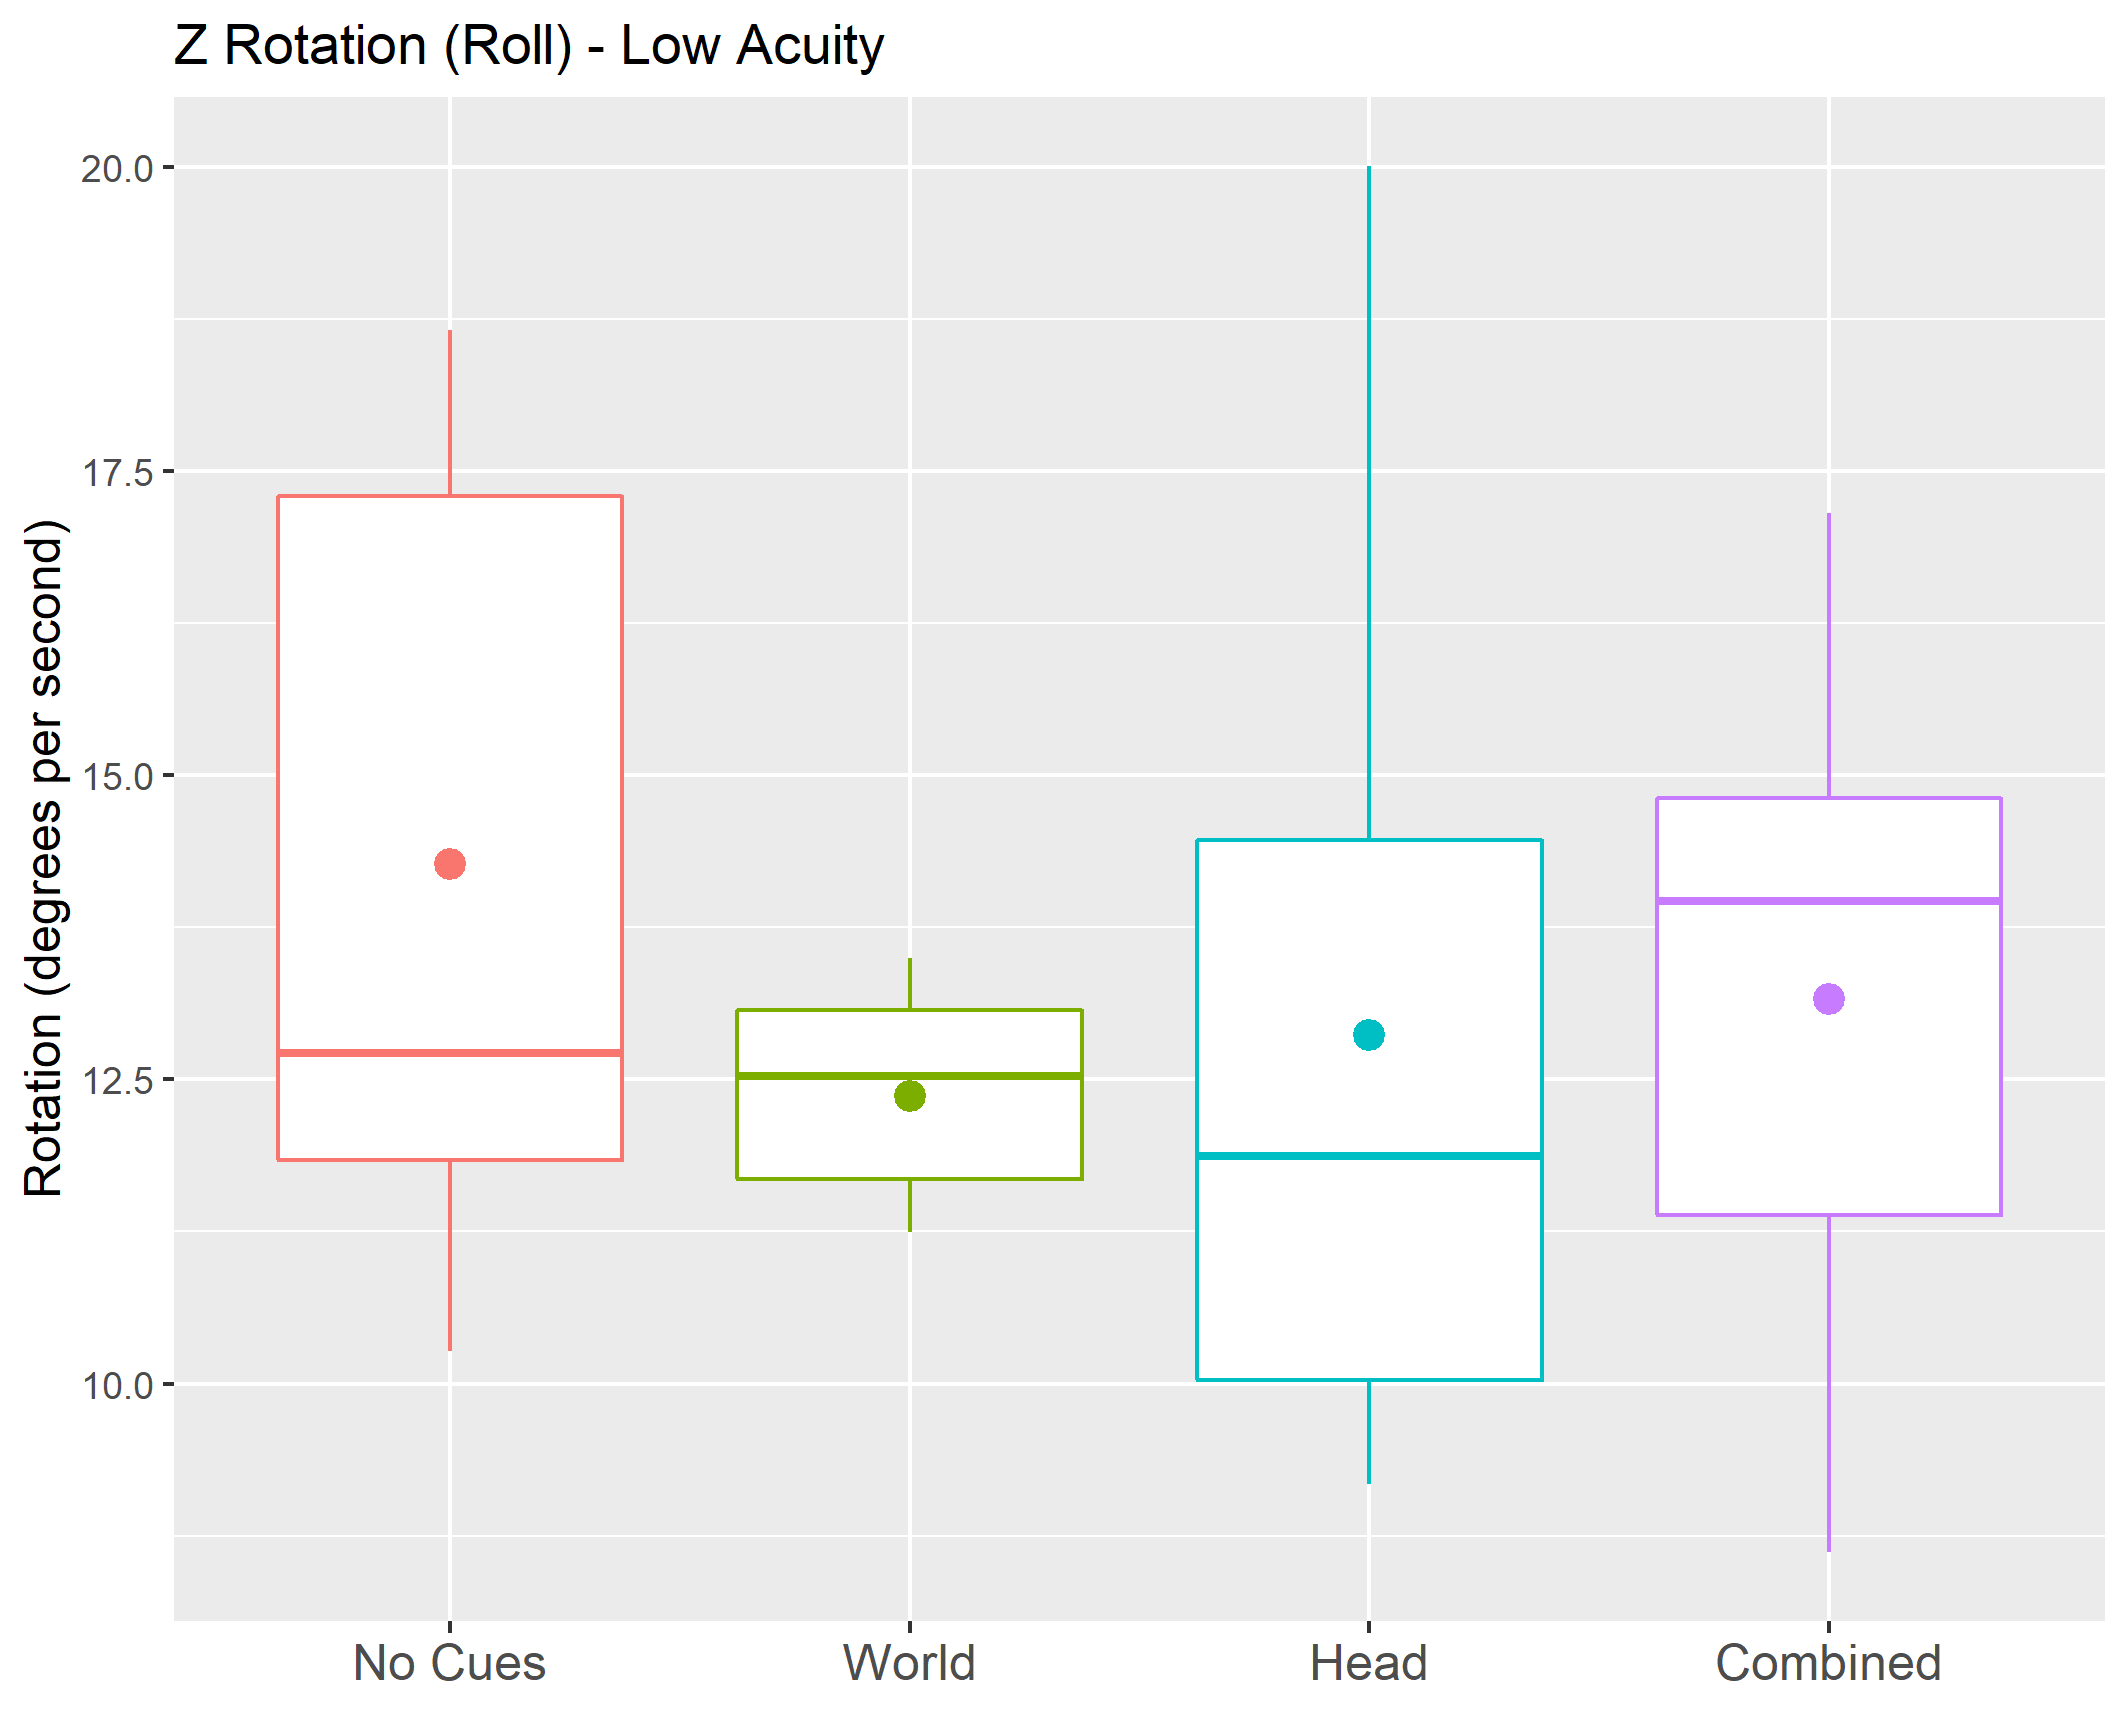 Z Rotation (Roll) - Low Acuity
Rotation (degrees per second)
20.0
17.5
15.0
12.5
10.0
No Cues World Head Combined